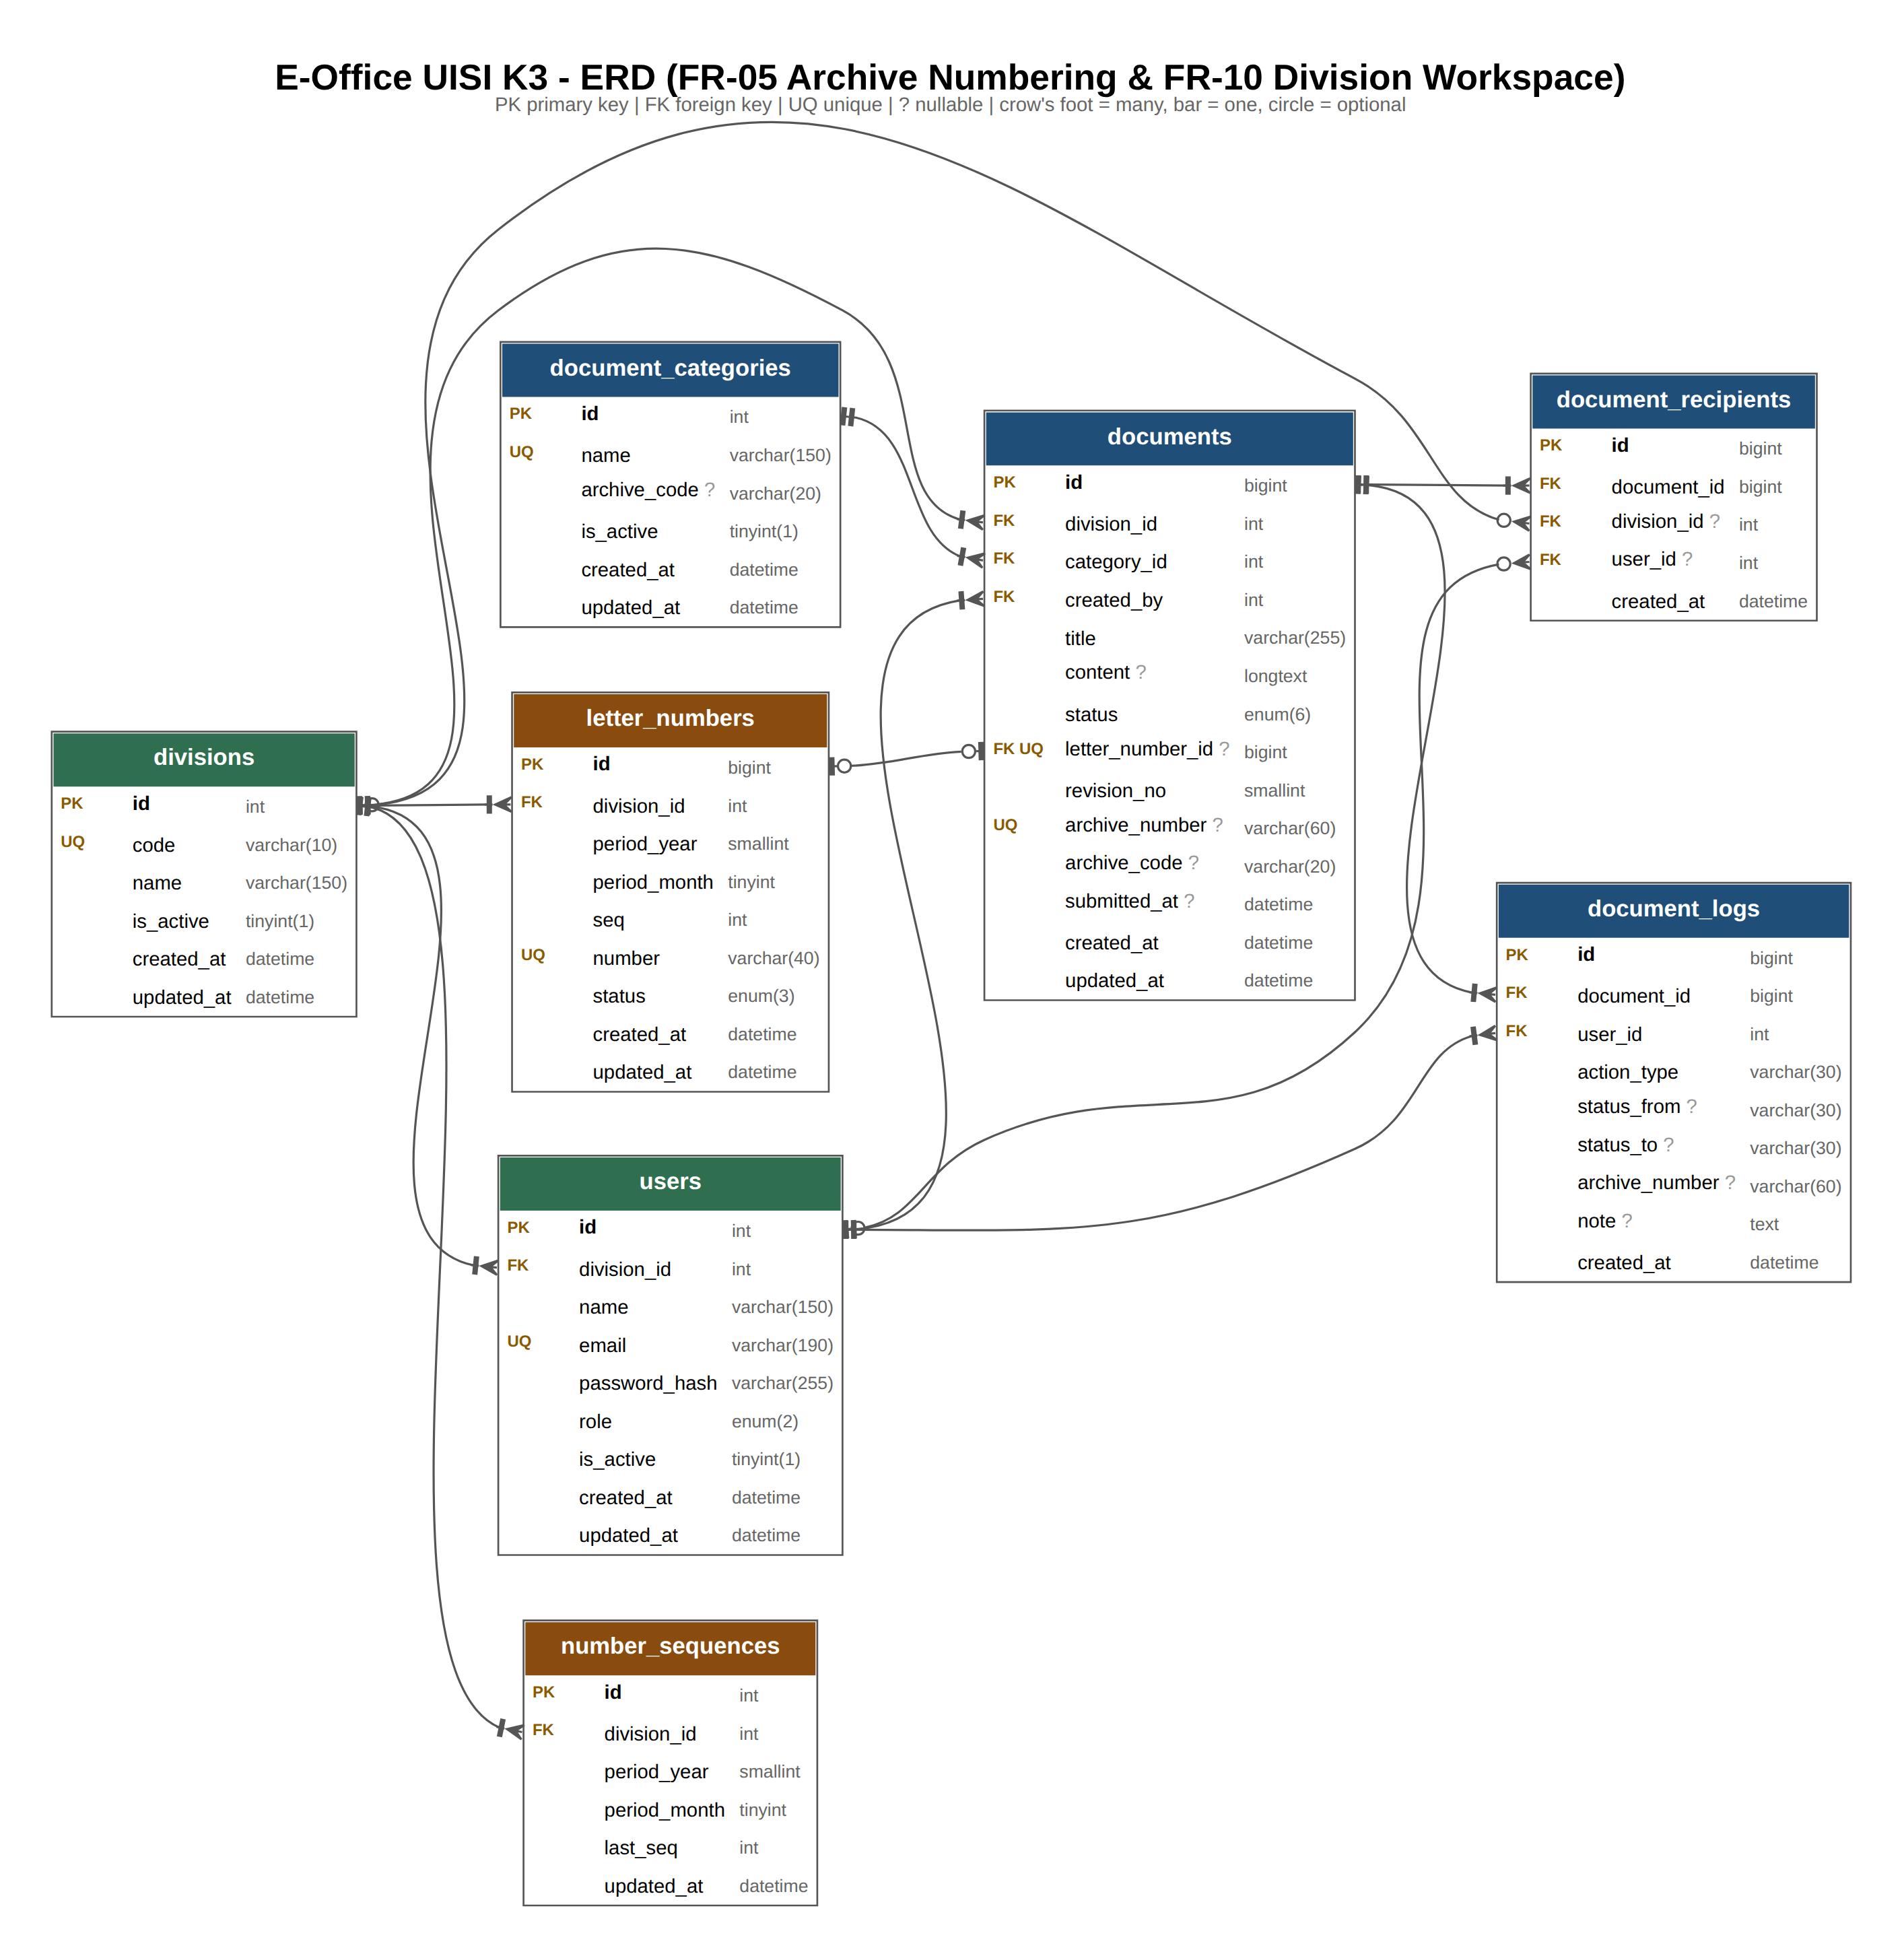 E-Office UISI K3 - ERD (FR-05 Archive Numbering & FR-10 Division Workspace)
PK primary key | FK foreign key | UQ unique | ? nullable | crow's foot = many, bar = one, circle = optional
document_categories
PK id int
UQ name varchar(150)
archive_code ? varchar(20)
is_active tinyint(1)
created_at datetime
updated_at datetime
documents
PK id bigint
FK division_id int
FK category_id int
FK created_by int
title varchar(255)
content ? longtext
status enum(6)
FK UQ letter_number_id ? bigint
revision_no smallint
UQ archive_number ? varchar(60)
archive_code ? varchar(20)
submitted_at ? datetime
created_at datetime
updated_at datetime
document_recipients
PK id bigint
FK document_id bigint
FK division_id ? int
FK user_id ? int
created_at datetime
divisions
PK id int
UQ code varchar(10)
name varchar(150)
is_active tinyint(1)
created_at datetime
updated_at datetime
letter_numbers
PK id bigint
FK division_id int
period_year smallint
period_month tinyint
seq int
UQ number varchar(40)
status enum(3)
created_at datetime
updated_at datetime
document_logs
PK id bigint
FK document_id bigint
FK user_id int
action_type varchar(30)
status_from ? varchar(30)
status_to ? varchar(30)
archive_number ? varchar(60)
note ? text
created_at datetime
users
PK id int
FK division_id int
name varchar(150)
UQ email varchar(190)
password_hash varchar(255)
role enum(2)
is_active tinyint(1)
created_at datetime
updated_at datetime
number_sequences
PK id int
FK division_id int
period_year smallint
period_month tinyint
last_seq int
updated_at datetime